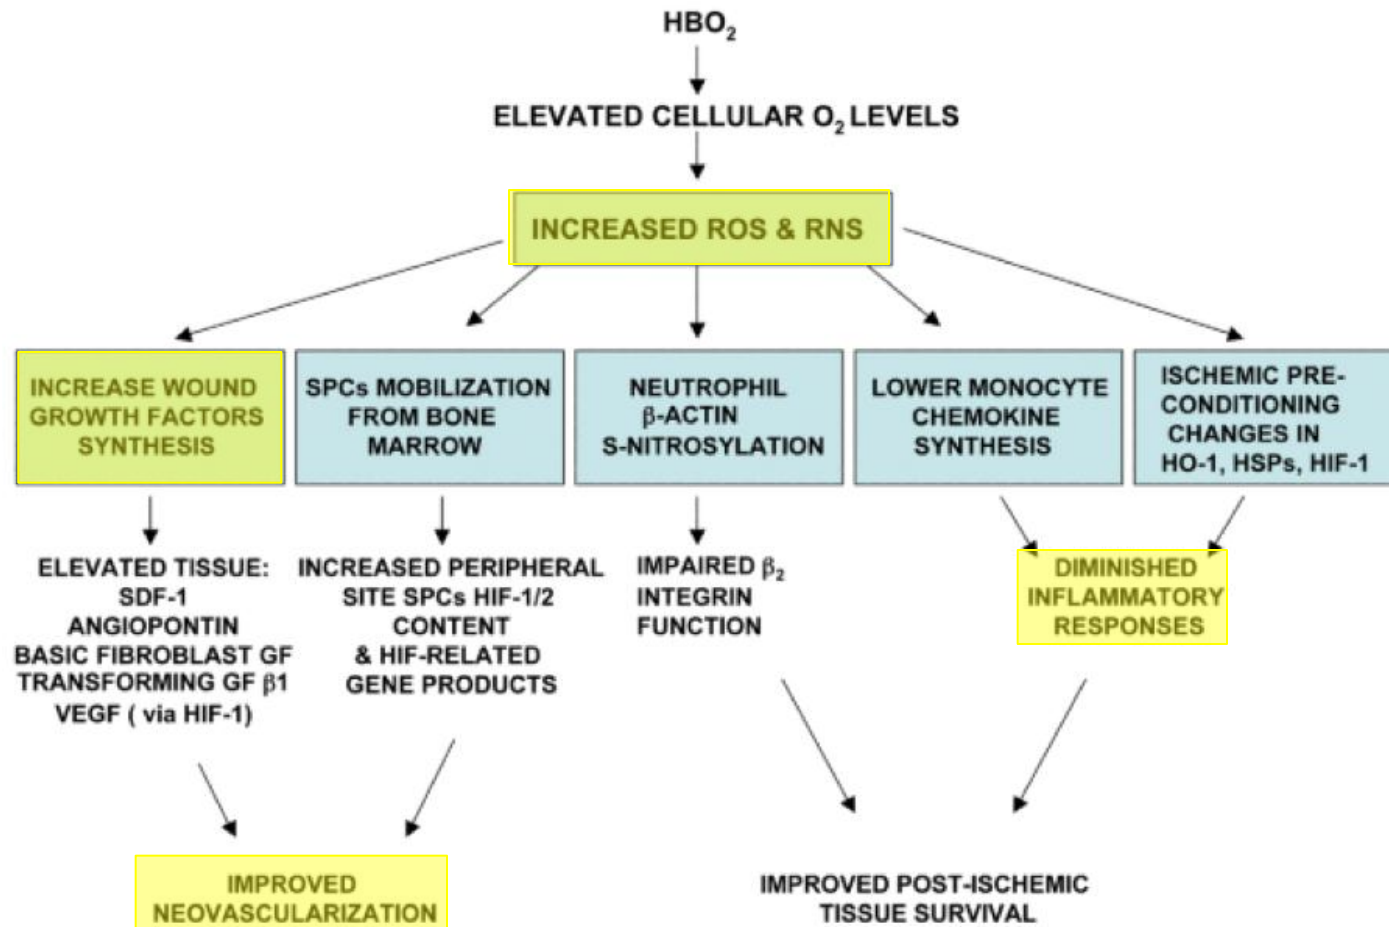 HBO₂
ELEVATED CELLULAR O₂ LEVELS
INCREASED ROS & RNS
INCREASE WOUND
GROWTH FACTORS
SYNTHESIS
SPCs MOBILIZATION
FROM BONE
MARROW
NEUTROPHIL
β-ACTIN
S-NITROSYLATION
LOWER MONOCYTE
CHEMOKINE
SYNTHESIS
ISCHEMIC PRE-
CONDITIONING
CHANGES IN
HO-1, HSPs, HIF-1
ELEVATED TISSUE:
SDF-1
ANGIOPONTIN
BASIC FIBROBLAST GF
TRANSFORMING GF β1
VEGF ( via HIF-1)
INCREASED PERIPHERAL
SITE SPCs HIF-1/2
CONTENT
& HIF-RELATED
GENE PRODUCTS
IMPAIRED β₂
INTEGRIN
FUNCTION
DIMINISHED
INFLAMMATORY
RESPONSES
IMPROVED
NEOVASCULARIZATION
IMPROVED POST-ISCHEMIC
TISSUE SURVIVAL